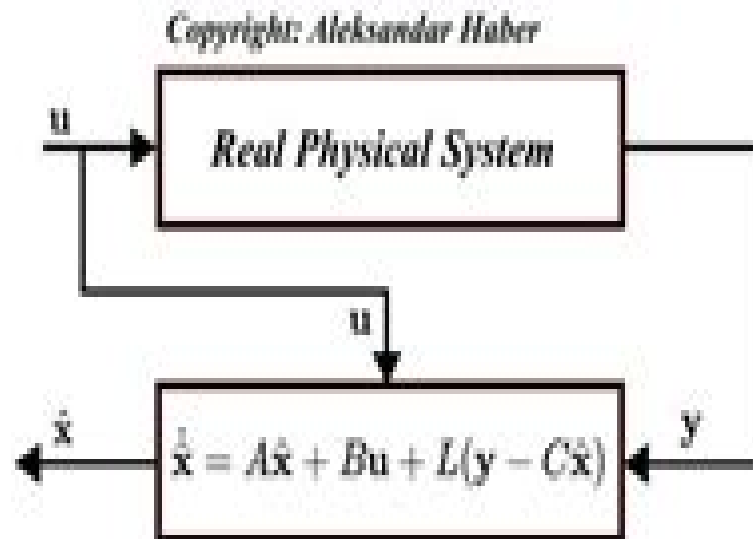 Copyright: Aleksandar Haber
u
Real Physical System
u
x̂
y
x̂̇ = Ax̂ + Bu + L(y − Cx̂)